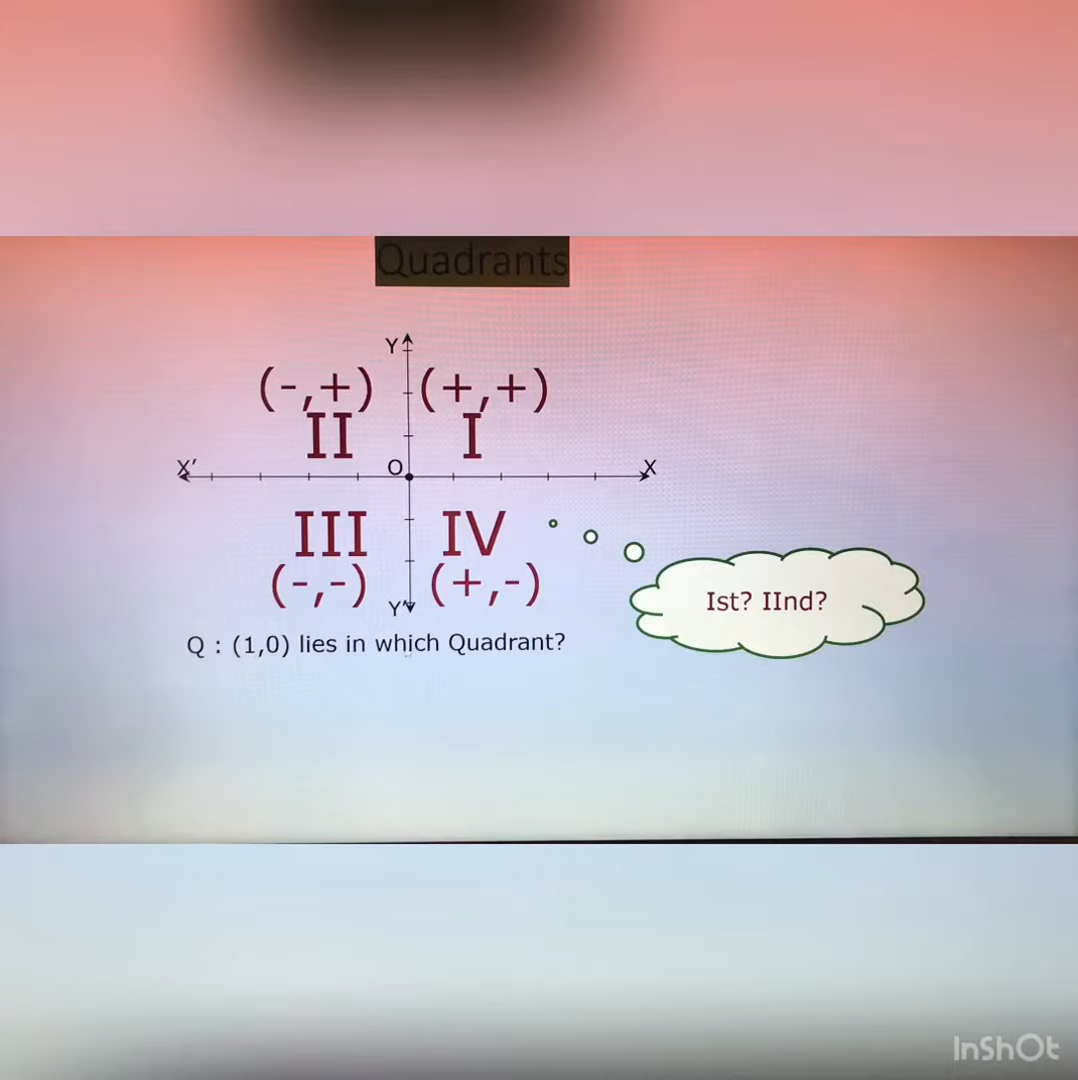 Quadrants
Y
(-,+) (+,+)
II I
X' O X
III IV
(-,-) (+,-)
Y'
Ist? IInd?
Q : (1,0) lies in which Quadrant?
InShOt